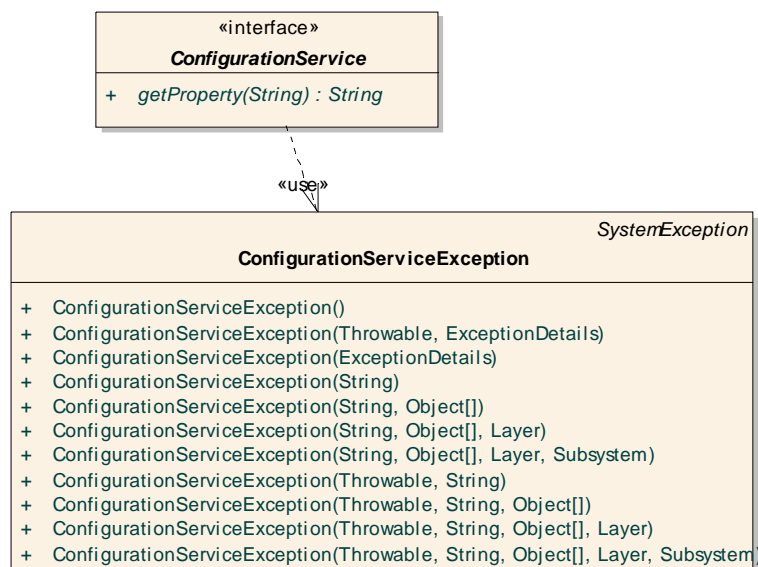 «interface»
ConfigurationService
+ getProperty(String) : String
«use»
SystemException
ConfigurationServiceException
+ ConfigurationServiceException()
+ ConfigurationServiceException(Throwable, ExceptionDetails)
+ ConfigurationServiceException(ExceptionDetails)
+ ConfigurationServiceException(String)
+ ConfigurationServiceException(String, Object[])
+ ConfigurationServiceException(String, Object[], Layer)
+ ConfigurationServiceException(String, Object[], Layer, Subsystem)
+ ConfigurationServiceException(Throwable, String)
+ ConfigurationServiceException(Throwable, String, Object[])
+ ConfigurationServiceException(Throwable, String, Object[], Layer)
+ ConfigurationServiceException(Throwable, String, Object[], Layer, Subsystem)